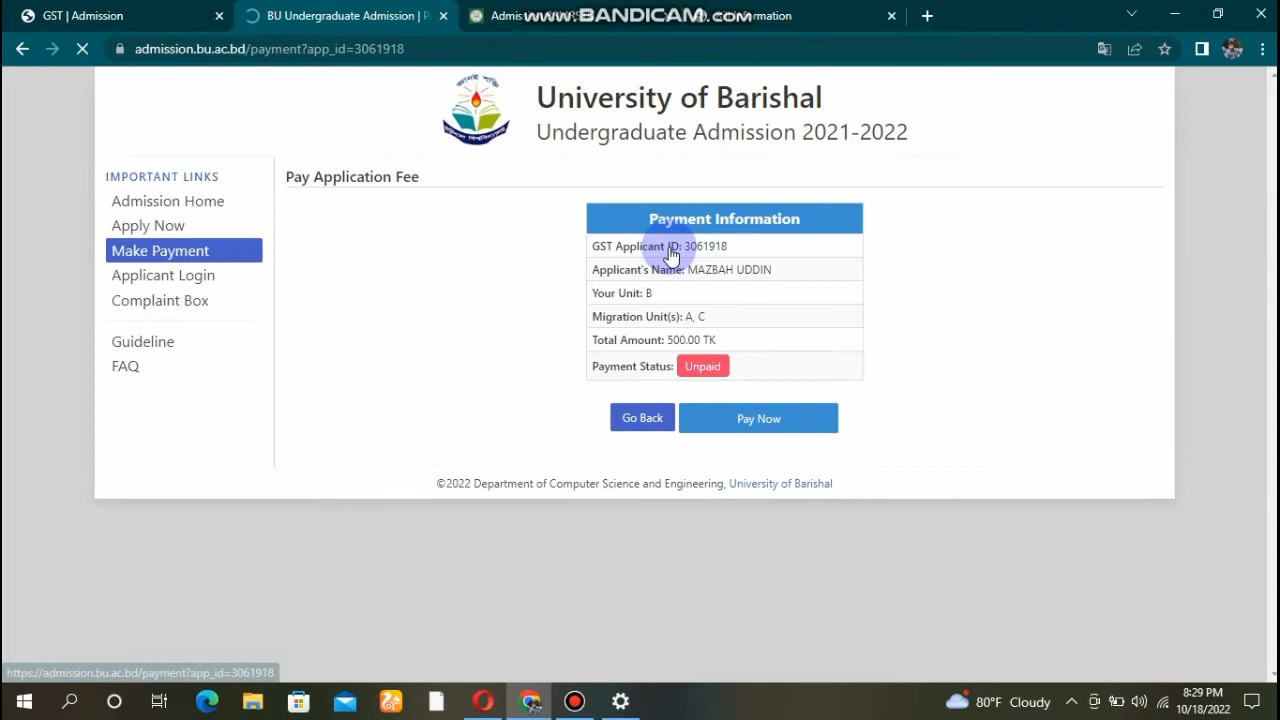 GST | Admission
BU Undergraduate Admission | P
Admis
www.BANDICAM.com
admission.bu.ac.bd/payment?app_id=3061918
University of Barishal
Undergraduate Admission 2021-2022
IMPORTANT LINKS
Admission Home
Apply Now
Make Payment
Applicant Login
Complaint Box
Guideline
FAQ
Pay Application Fee
Payment Information
GST Applicant ID: 3061918
Applicant's Name: MAZBAH UDDIN
Your Unit: B
Migration Unit(s): A, C
Total Amount: 500.00 TK
Payment Status: Unpaid
Go Back
Pay Now
©2022 Department of Computer Science and Engineering, University of Barishal
https://admission.bu.ac.bd/payment?app_id=3061918
80°F Cloudy
8:29 PM
10/18/2022